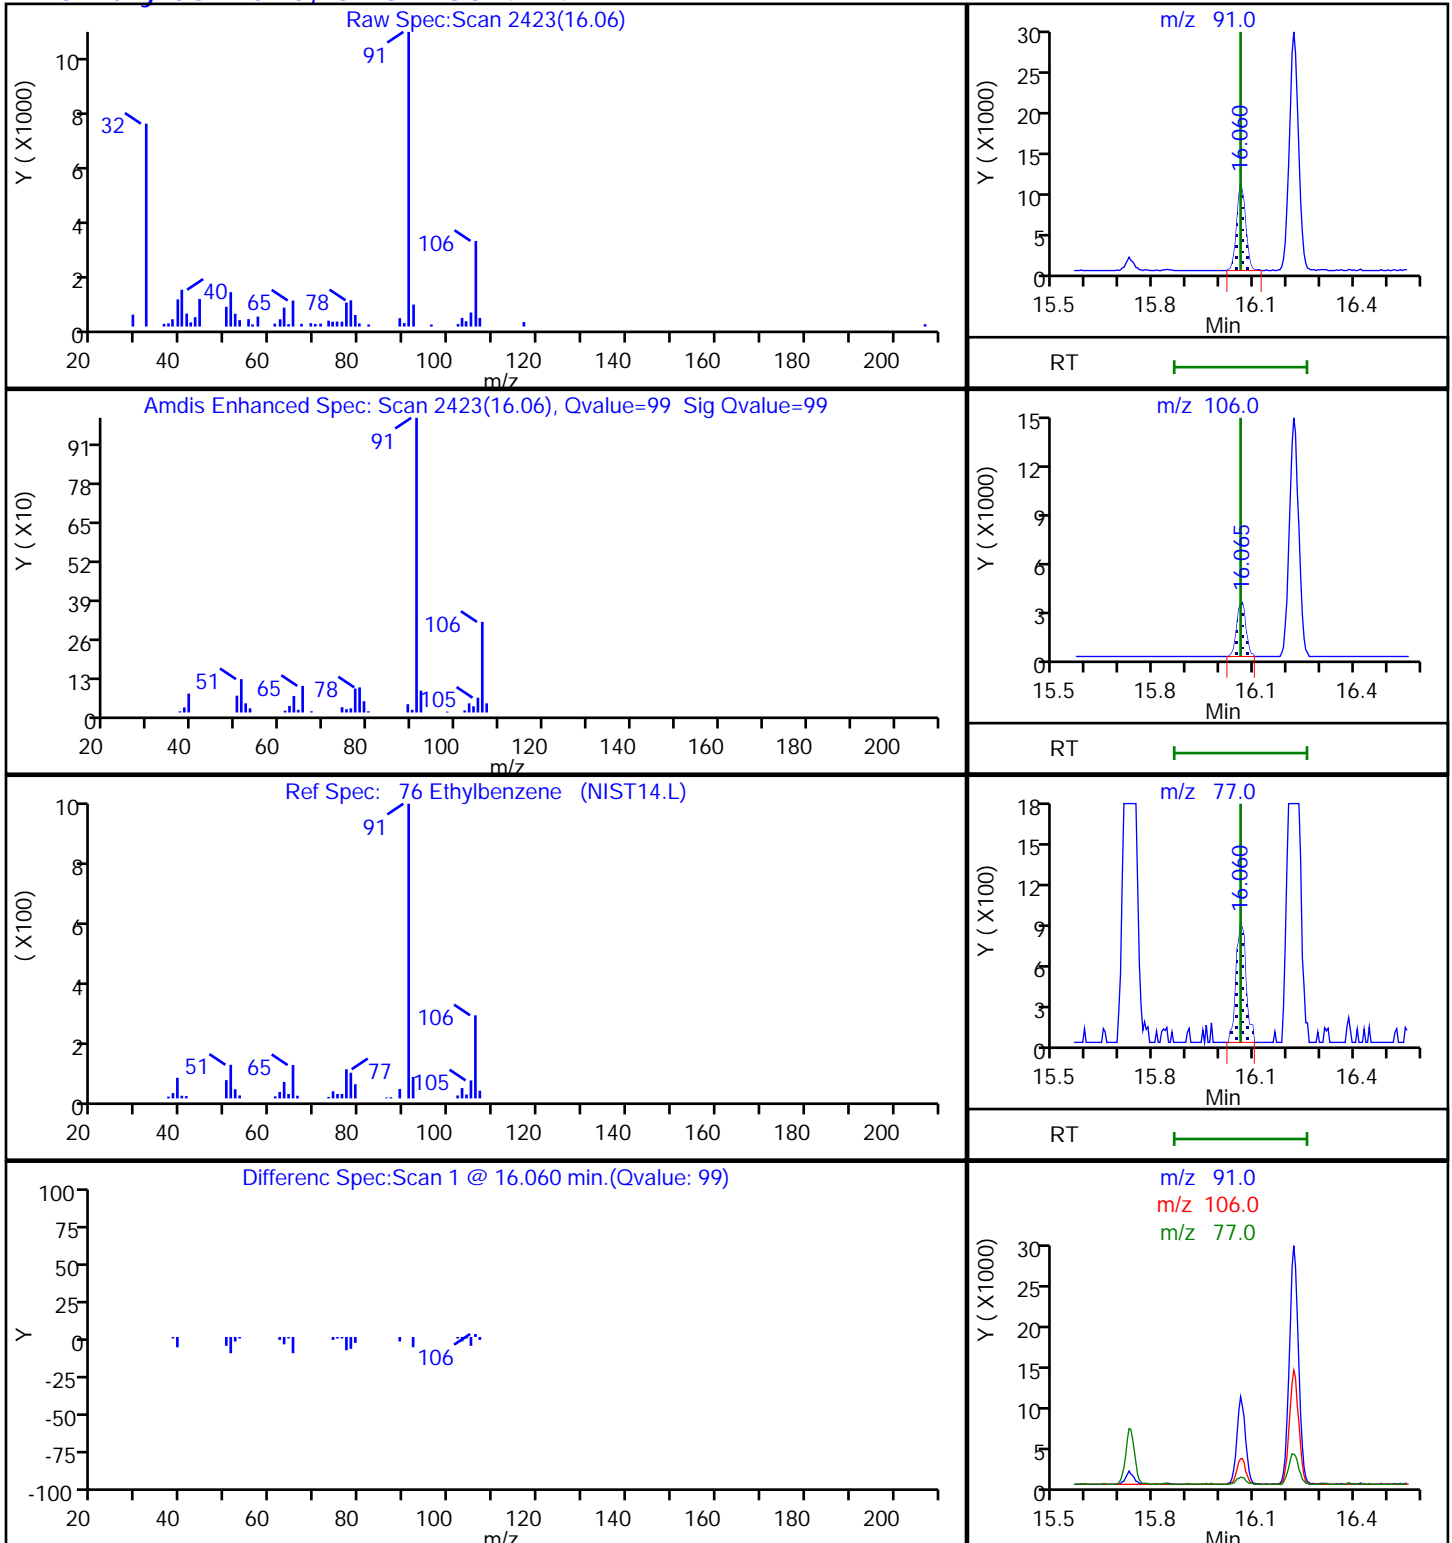 Raw Spec:Scan 2423(16.06)
Y ( X1000)
10
8
6
4
2
0
32
40
65
78
91
106
20 40 60 80 100 120 140 160 180 200
m/z
m/z 91.0
Y ( X1000)
30
25
20
15
10
5
0
16.060
15.5 15.8 16.1 16.4
Min
RT
Amdis Enhanced Spec: Scan 2423(16.06), Qvalue=99 Sig Qvalue=99
Y ( X10)
91
78
65
52
39
26
13
0
51
65
78
91
105
106
20 40 60 80 100 120 140 160 180 200
m/z
m/z 106.0
Y ( X1000)
15
12
9
6
3
0
16.065
15.5 15.8 16.1 16.4
Min
RT
Ref Spec: 76 Ethylbenzene (NIST14.L)
( X100)
10
8
6
4
2
0
51
65
77
91
105
106
20 40 60 80 100 120 140 160 180 200
m/z 77.0
Y ( X100)
18
15
12
9
6
3
0
16.060
15.5 15.8 16.1 16.4
Min
RT
Differenc Spec:Scan 1 @ 16.060 min.(Qvalue: 99)
Y
100
75
50
25
0
-25
-50
-75
-100
106
20 40 60 80 100 120 140 160 180 200
m/z
m/z 91.0
m/z 106.0
m/z 77.0
Y ( X1000)
30
25
20
15
10
5
0
15.5 15.8 16.1 16.4
Min